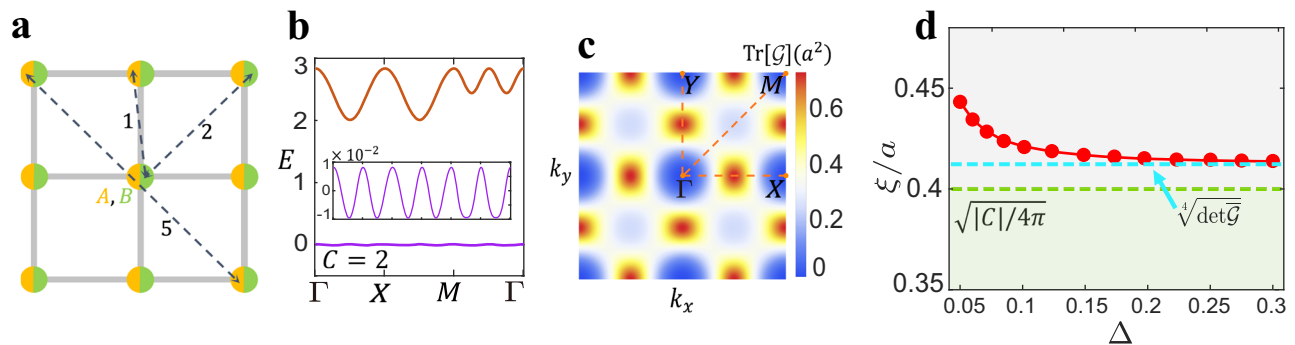 a
1
2
A, B
5
b
3
2
E
1
0
× 10⁻²
1
0
-1
C = 2
Γ X M Γ
c
Tr[𝒢](a²)
Y M
Γ X
k_y
k_x
0.6
0.4
0.2
0
d
ξ/a
0.45
0.4
0.35
√|C|/4π
∜det𝒢̅
0.05 0.1 0.15 0.2 0.25 0.3
Δ